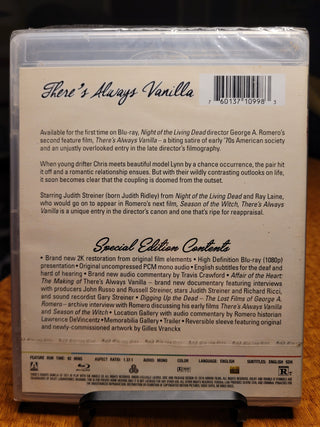 There's Always Vanilla
7 60137 10998 3
Available for the first time on Blu-ray, Night of the Living Dead director George A. Romero's
second feature film, There's Always Vanilla – a biting satire of early '70s American society
and an unjustly overlooked entry in the late director's filmography.
When young drifter Chris meets beautiful model Lynn by a chance occurrence, the pair hit
it off and a romantic relationship ensues. But with their wildly contrasting outlooks on life,
it soon becomes clear that the coupling is doomed from the outset.
Starring Judith Streiner (born Judith Ridley) from Night of the Living Dead and Ray Laine,
who would go on to appear in Romero's next film, Season of the Witch, There's Always
Vanilla is a unique entry in the director's canon and one that's ripe for reappraisal.
Special Edition Contents
• Brand new 2K restoration from original film elements • High Definition Blu-ray (1080p)
presentation • Original uncompressed PCM mono audio • English subtitles for the deaf and
hard of hearing • Brand new audio commentary by Travis Crawford • Affair of the Heart:
The Making of There's Always Vanilla – brand new documentary featuring interviews
with producers John Russo and Russell Streiner, stars Judith Streiner and Richard Ricci,
and sound recordist Gary Streiner • Digging Up the Dead – The Lost Films of George A.
Romero – archive interview with Romero discussing his early films There's Always Vanilla
and Season of the Witch • Location Gallery with audio commentary by Romero historian
Lawrence DeVincentz • Memorabilia Gallery • Trailer • Reversible sleeve featuring original
and newly-commissioned artwork by Gilles Vranckx
FEATURE RUN TIME: 93 MINS ASPECT RATIO: 1.37:1 AUDIO: MONO COLOR LANGUAGE: ENGLISH SUBTITLES: ENGLISH SDH
R